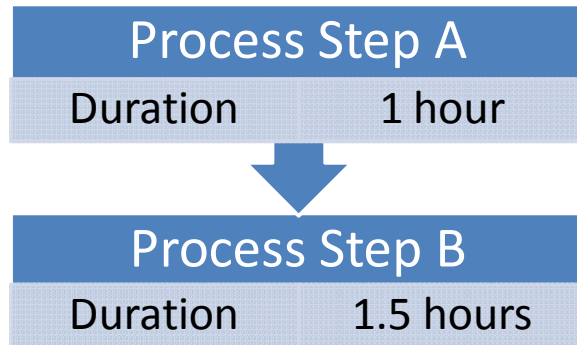 Process Step A
Duration 1 hour
Process Step B
Duration 1.5 hours